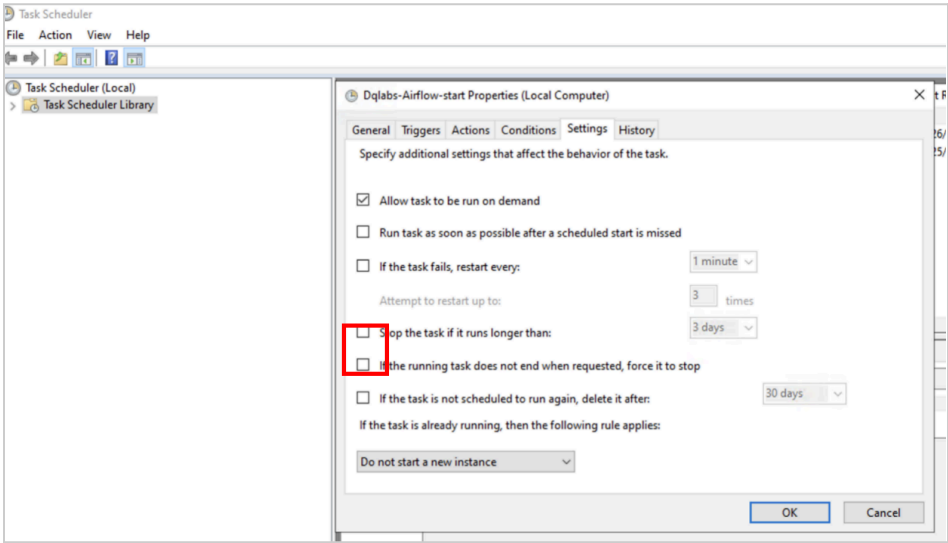 Task Scheduler
File Action View Help
Task Scheduler (Local)
Task Scheduler Library
Dqlabs-Airflow-start Properties (Local Computer)
General Triggers Actions Conditions Settings History
Specify additional settings that affect the behavior of the task.
Allow task to be run on demand
Run task as soon as possible after a scheduled start is missed
If the task fails, restart every: 1 minute
Attempt to restart up to: 3 times
Stop the task if it runs longer than: 3 days
If the running task does not end when requested, force it to stop
If the task is not scheduled to run again, delete it after: 30 days
If the task is already running, then the following rule applies:
Do not start a new instance
OK Cancel